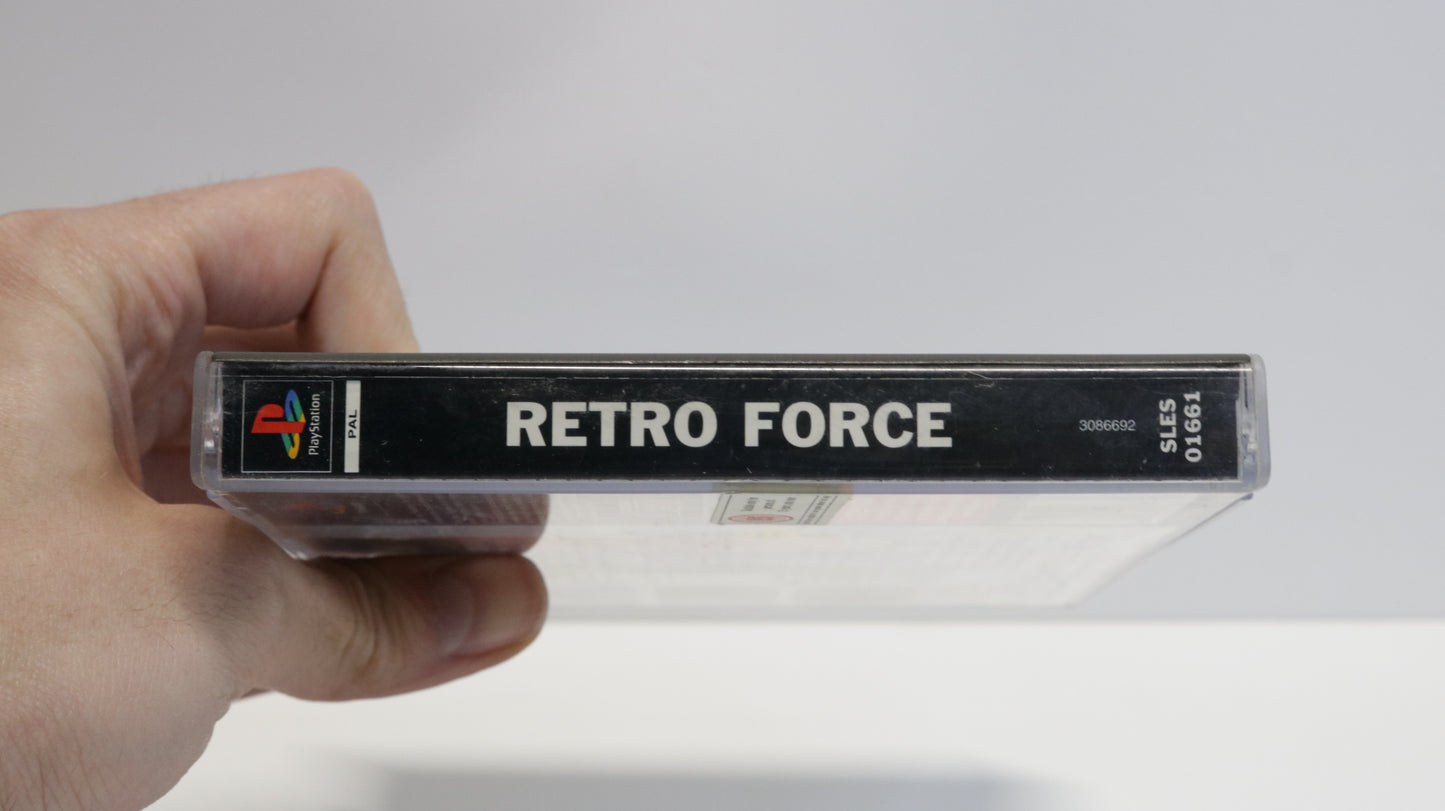 PlayStation
PAL
RETRO FORCE
3086692
SLES
01661